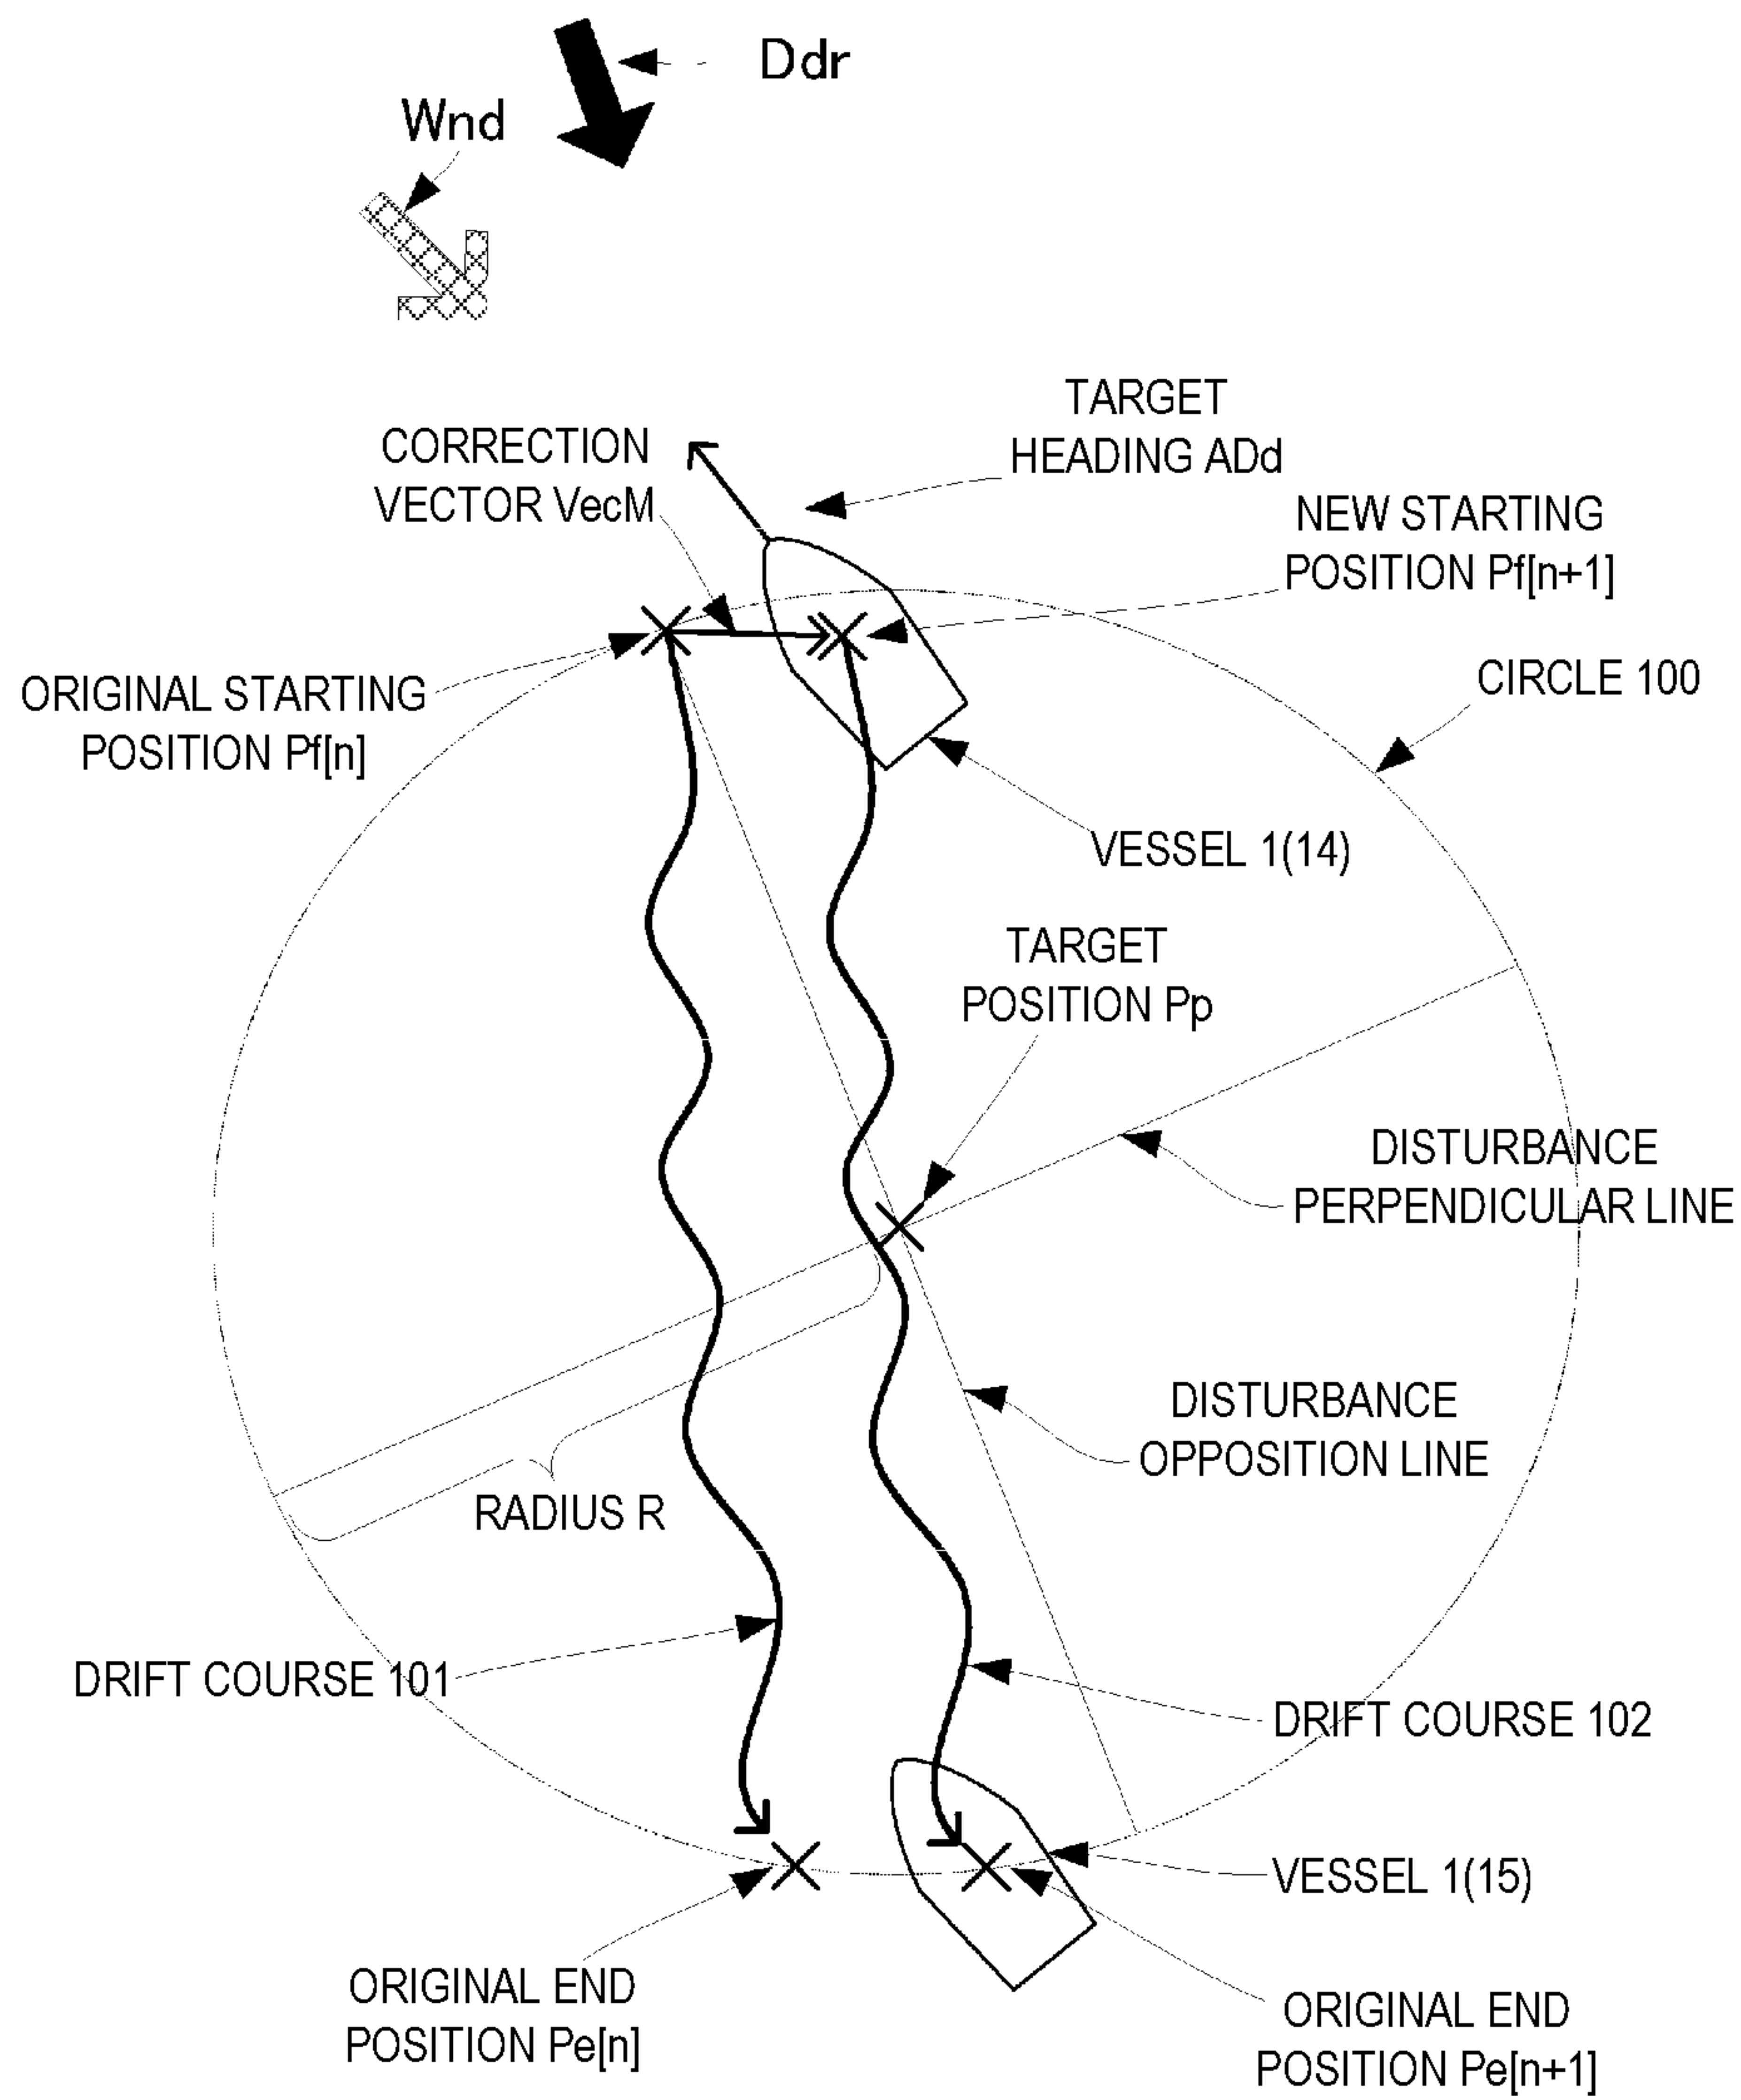 Ddr
Wnd
TARGET
HEADING ADd
CORRECTION
VECTOR VecM
NEW STARTING
POSITION Pf[n+1]
ORIGINAL STARTING
POSITION Pf[n]
CIRCLE 100
VESSEL 1(14)
TARGET
POSITION Pp
DISTURBANCE
PERPENDICULAR LINE
DISTURBANCE
OPPOSITION LINE
RADIUS R
DRIFT COURSE 101
DRIFT COURSE 102
VESSEL 1(15)
ORIGINAL END
POSITION Pe[n]
ORIGINAL END
POSITION Pe[n+1]